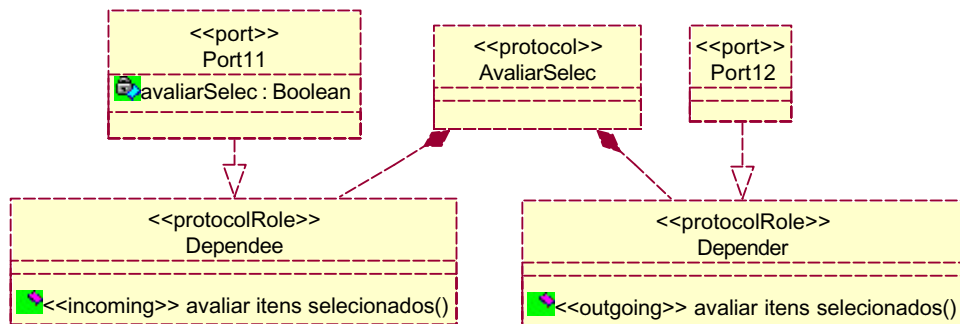 <<port>>
Port11
avaliarSelec : Boolean
<<protocol>>
AvaliarSelec
<<port>>
Port12
<<protocolRole>>
Dependee
<<incoming>> avaliar itens selecionados()
<<protocolRole>>
Depender
<<outgoing>> avaliar itens selecionados()